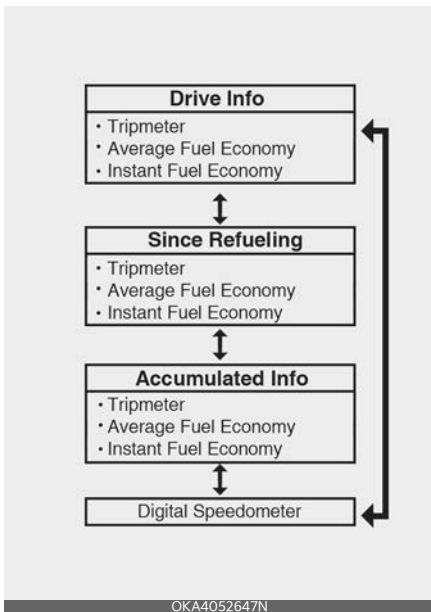 Drive Info
• Tripmeter
• Average Fuel Economy
• Instant Fuel Economy
Since Refueling
• Tripmeter
• Average Fuel Economy
• Instant Fuel Economy
Accumulated Info
• Tripmeter
• Average Fuel Economy
• Instant Fuel Economy
Digital Speedometer
OKA4052647N